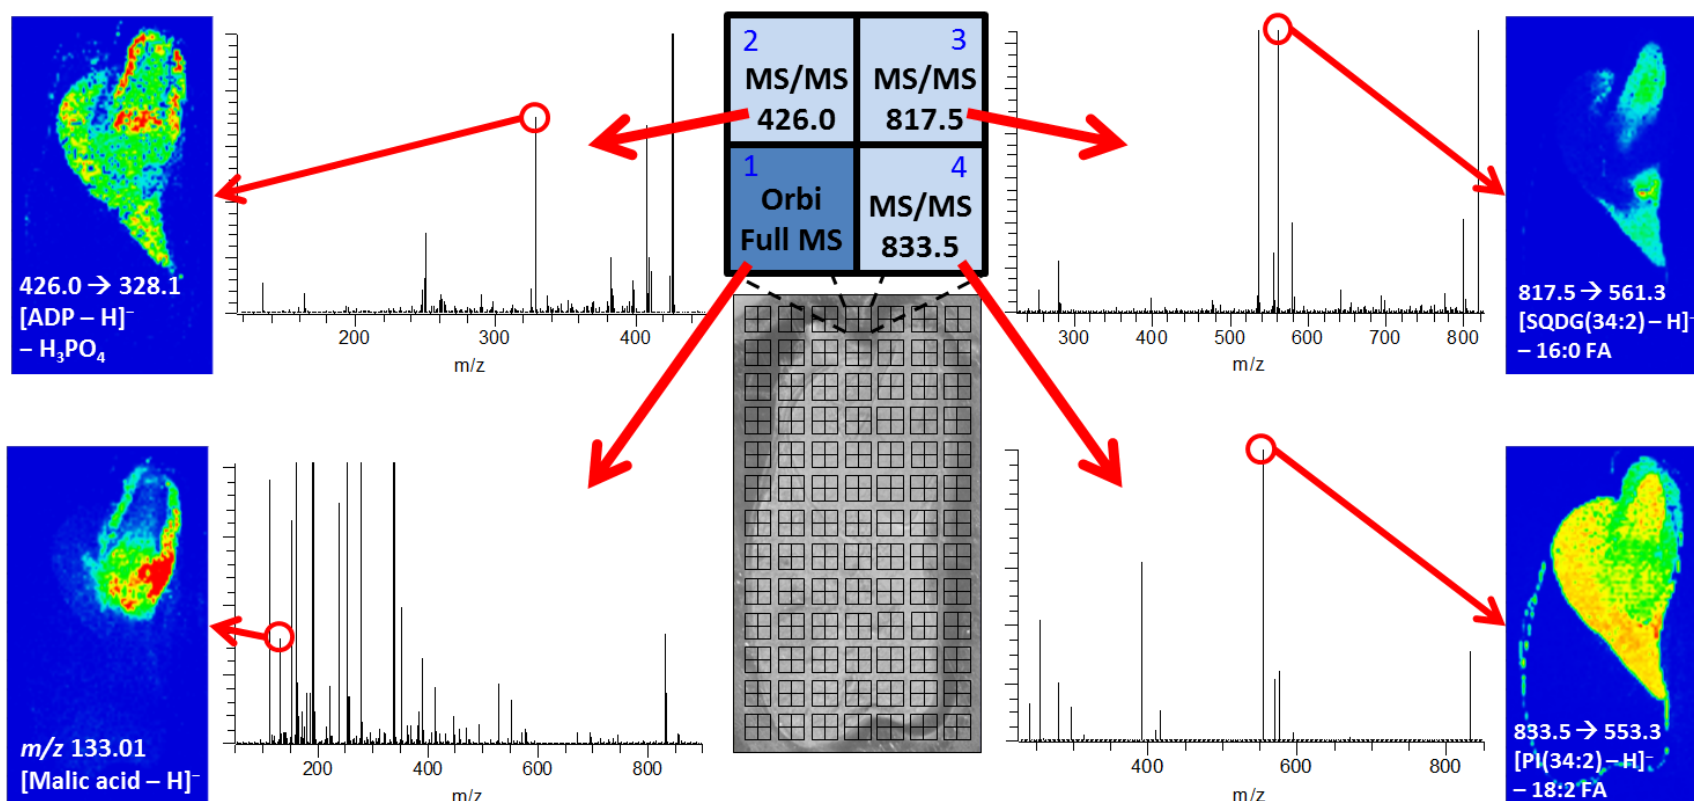 2
MS/MS
426.0
3
MS/MS
817.5
1
Orbi
Full MS
4
MS/MS
833.5
426.0 → 328.1
[ADP – H]⁻
– H₃PO₄
200
300
400
m/z
300
400
500
600
700
800
m/z
817.5 → 561.3
[SQDG(34:2) – H]⁻
– 16:0 FA
m/z 133.01
[Malic acid – H]⁻
200
400
600
800
m/z
400
600
800
m/z
833.5 → 553.3
[PI(34:2) – H]⁻
– 18:2 FA